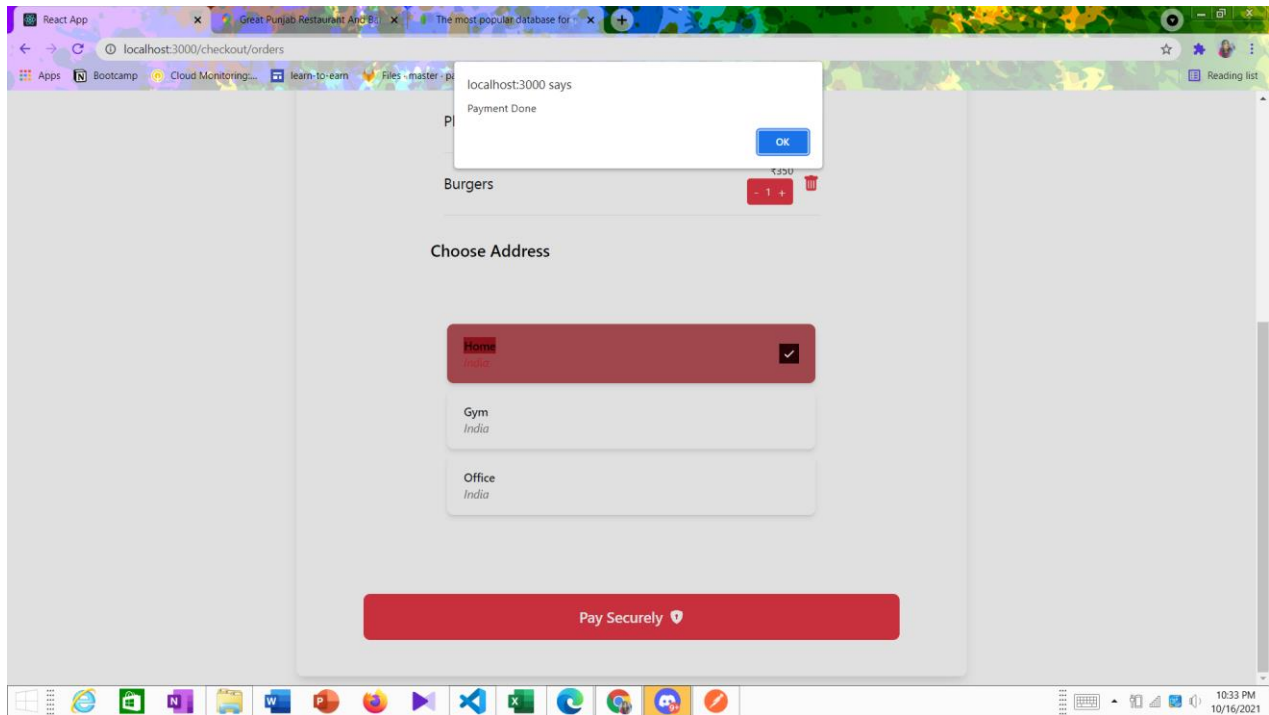 React App
Great Punjab Restaurant And Ba
The most popular database for
localhost:3000/checkout/orders
Apps Bootcamp Cloud Monitoring:... learn-to-earn Files · master · pa
Reading list
localhost:3000 says
Payment Done
OK
Burgers
₹350
- 1 +
Choose Address
Home
India
Gym
India
Office
India
Pay Securely
10:33 PM
10/16/2021